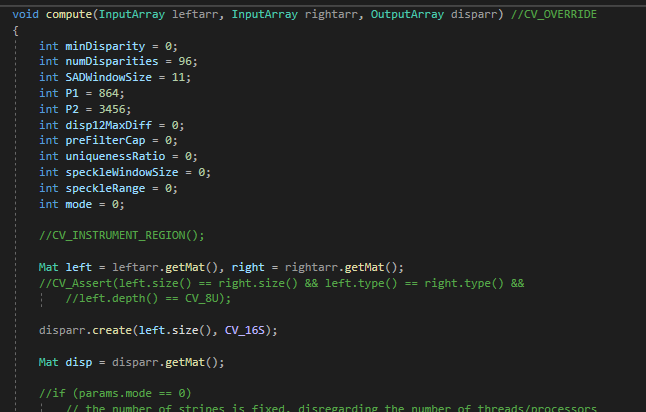 void compute(InputArray leftarr, InputArray rightarr, OutputArray disparr) //CV_OVERRIDE
{
int minDisparity = 0;
int numDisparities = 96;
int SADWindowSize = 11;
int P1 = 864;
int P2 = 3456;
int disp12MaxDiff = 0;
int preFilterCap = 0;
int uniquenessRatio = 0;
int speckleWindowSize = 0;
int speckleRange = 0;
int mode = 0;
//CV_INSTRUMENT_REGION();
Mat left = leftarr.getMat(), right = rightarr.getMat();
//CV_Assert(left.size() == right.size() && left.type() == right.type() &&
//left.depth() == CV_8U);
disparr.create(left.size(), CV_16S);
Mat disp = disparr.getMat();
//if (params.mode == 0)
// the number of stripes is fixed, disregarding the number of threads/processors